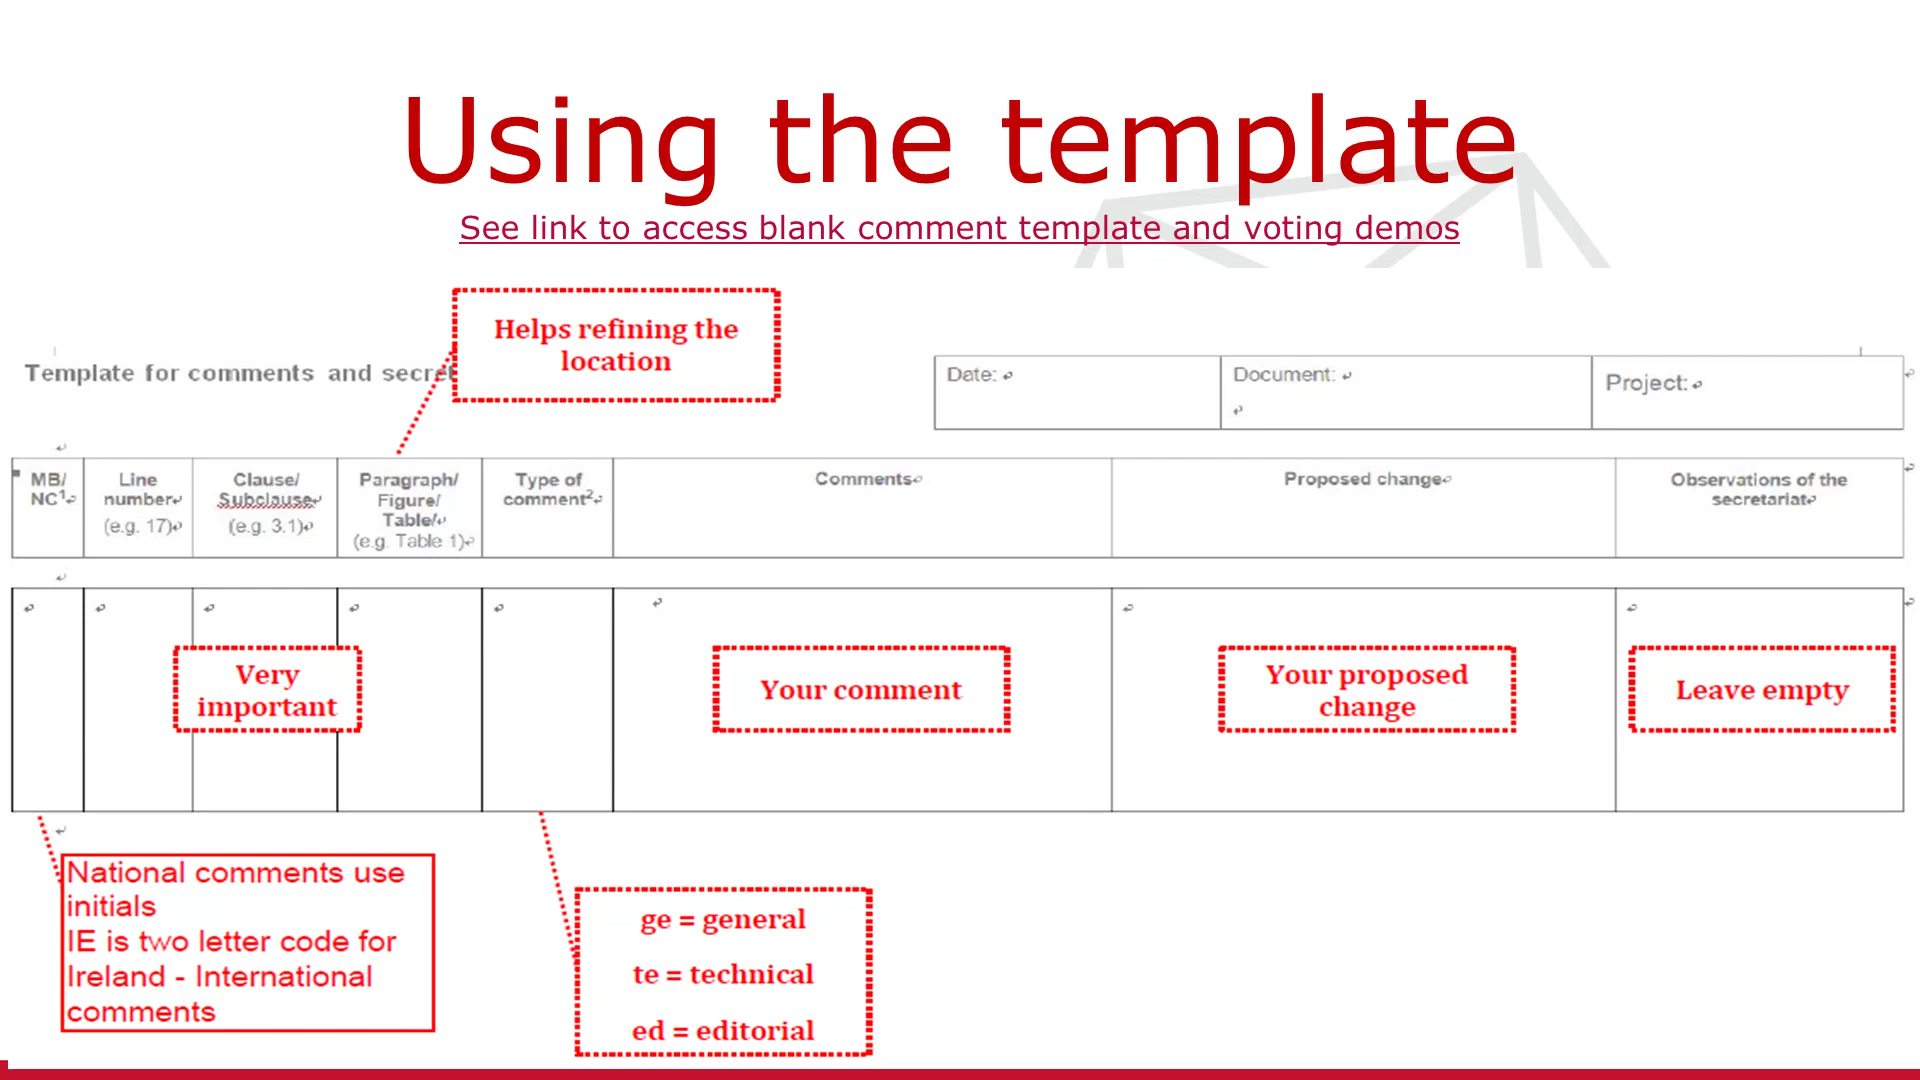 Using the template
See link to access blank comment template and voting demos
Helps refining the
location
Template for comments and
Date:
Document:
Project:
MB/
NC1
Line
number
(e.g. 17)
Clause/
Subclause
(e.g. 3.1)
Paragraph/
Figure/
Table/
(e.g. Table 1)
Type of
comment2
Comments
Proposed change
Observations of the
secretariat
Very
important
Your comment
Your proposed
change
Leave empty
National comments use
initials
IE is two letter code for
Ireland - International
comments
ge = general
te = technical
ed = editorial